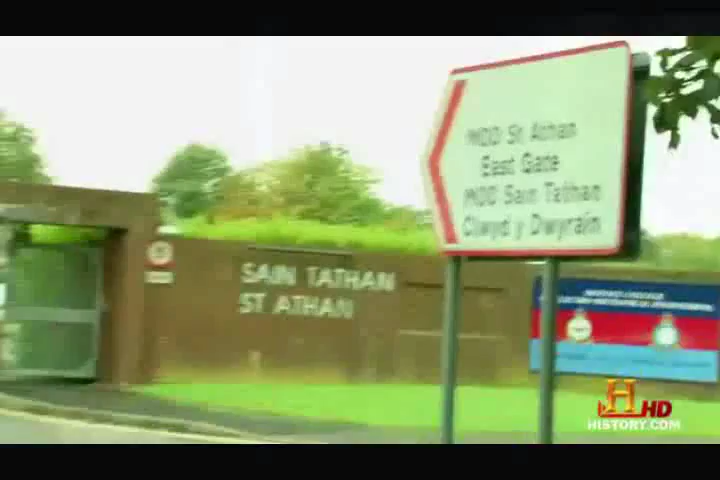 MOD St Athan
East Gate
MOD Sain Tathan
Clwyd y Dwyrain
SAIN TATHAN
ST ATHAN
H HD
HISTORY.COM